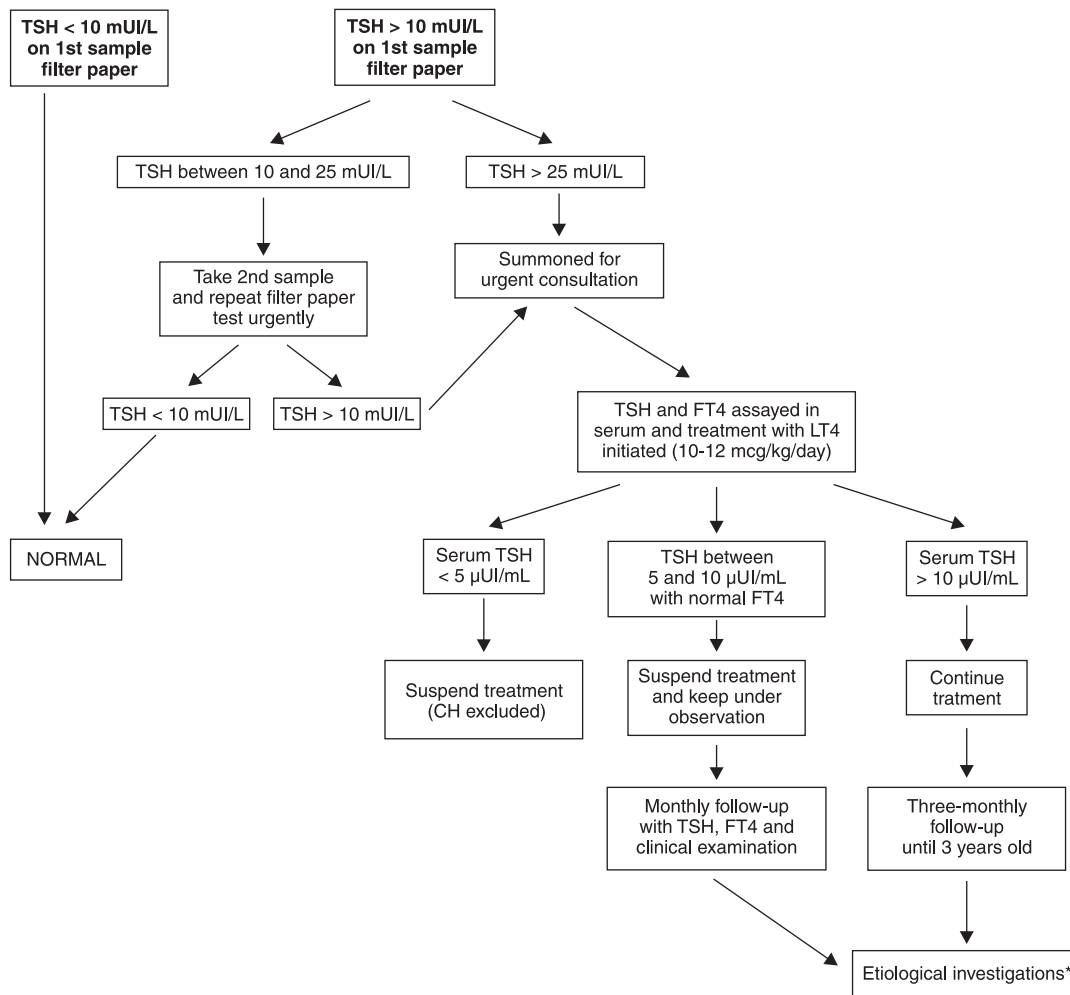 TSH < 10 mUI/L
on 1st sample
filter paper
TSH > 10 mUI/L
on 1st sample
filter paper
TSH between 10 and 25 mUI/L
TSH > 25 mUI/L
Take 2nd sample
and repeat filter paper
test urgently
Summoned for
urgent consultation
TSH < 10 mUI/L
TSH > 10 mUI/L
TSH and FT4 assayed in
serum and treatment with LT4
initiated (10-12 mcg/kg/day)
NORMAL
Serum TSH
< 5 µUI/mL
TSH between
5 and 10 µUI/mL
with normal FT4
Serum TSH
> 10 µUI/mL
Suspend treatment
(CH excluded)
Suspend treatment
and keep under
observation
Continue
tratment
Monthly follow-up
with TSH, FT4 and
clinical examination
Three-monthly
follow-up
until 3 years old
Etiological investigations*